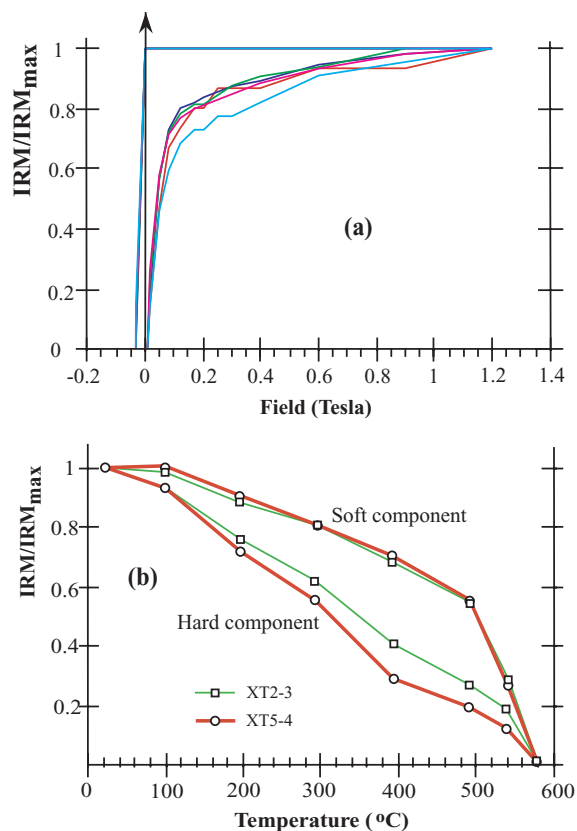 IRM/IRMmax
1
0.8
0.6
0.4
0.2
0
(a)
-0.2 0 0.2 0.4 0.6 0.8 1 1.2 1.4
Field (Tesla)
IRM/IRMmax
1
0.8
0.6
0.4
0.2
Soft component
(b)
Hard component
XT2-3
XT5-4
0 100 200 300 400 500 600
Temperature (ºC)